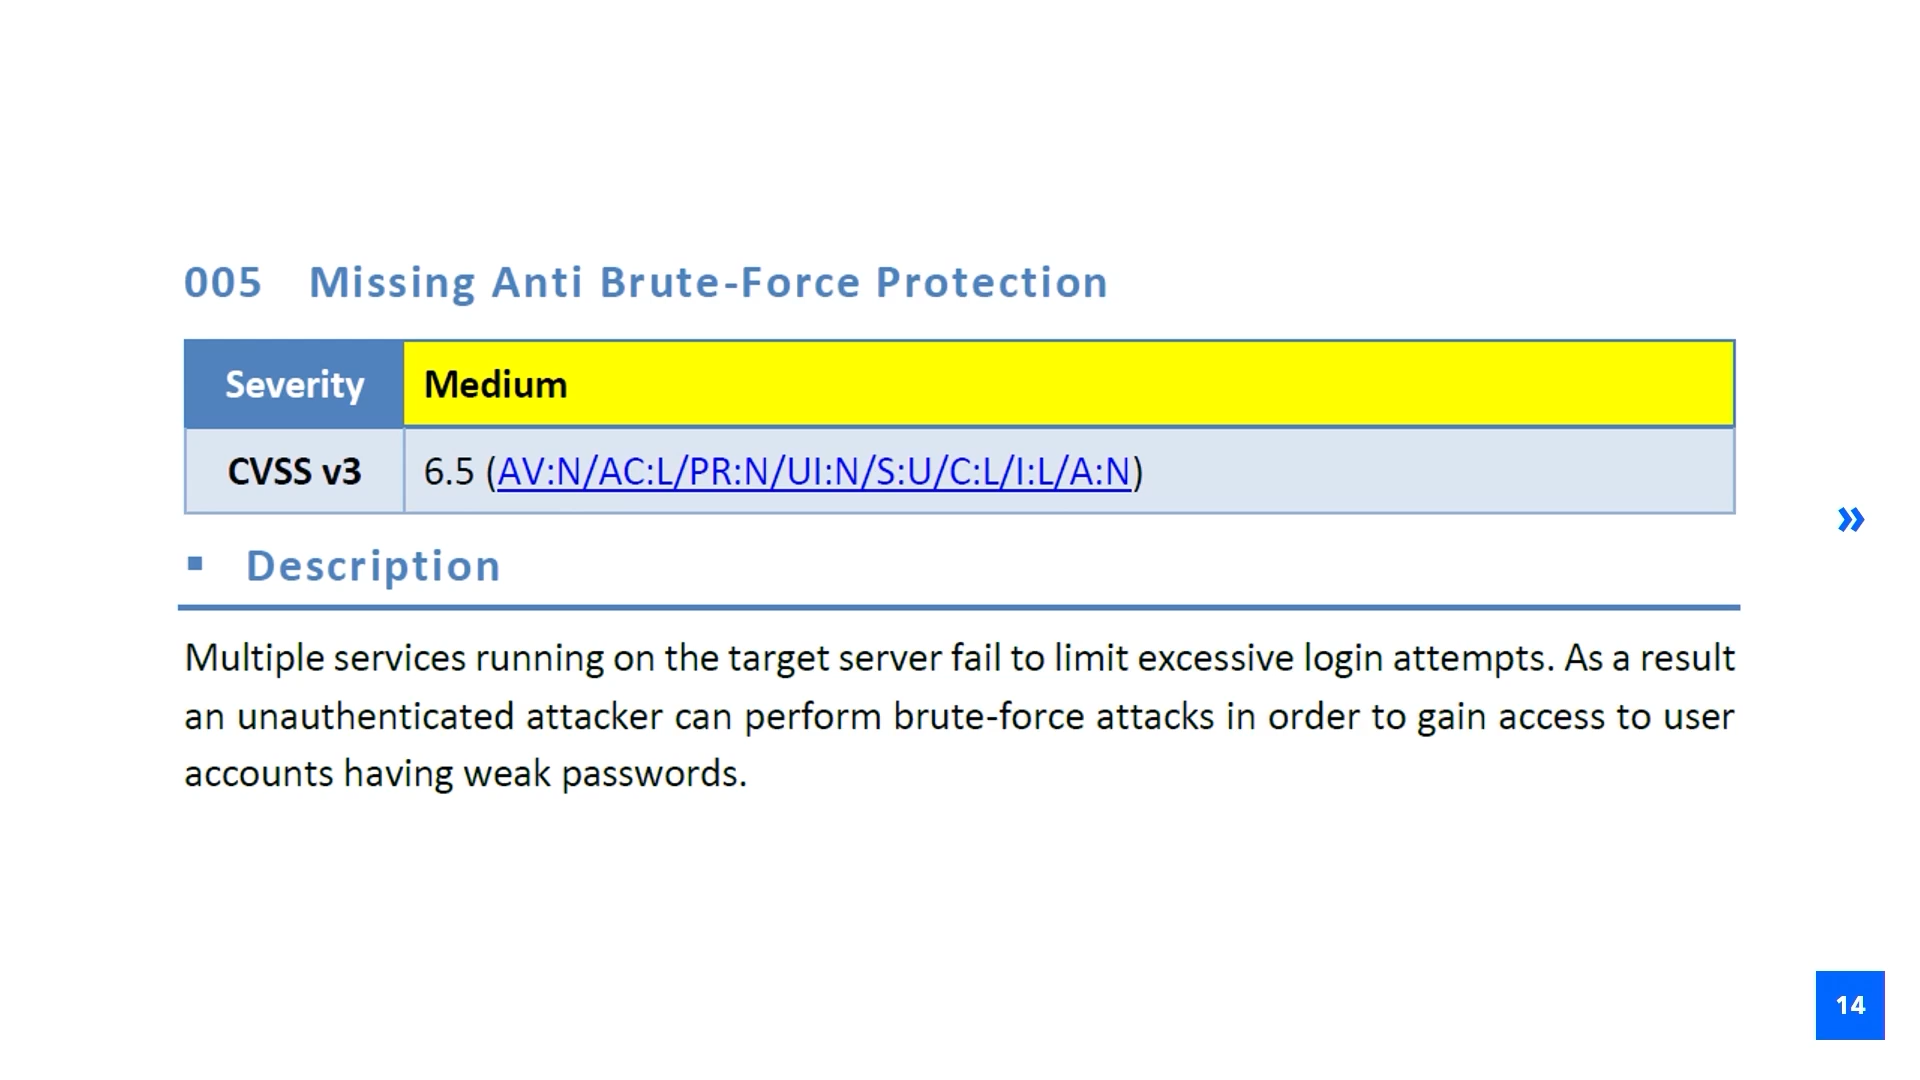 005 Missing Anti Brute-Force Protection
Severity Medium
CVSS v3 6.5 (AV:N/AC:L/PR:N/UI:N/S:U/C:L/I:L/A:N)
»
▪ Description
Multiple services running on the target server fail to limit excessive login attempts. As a result
an unauthenticated attacker can perform brute-force attacks in order to gain access to user
accounts having weak passwords.
14